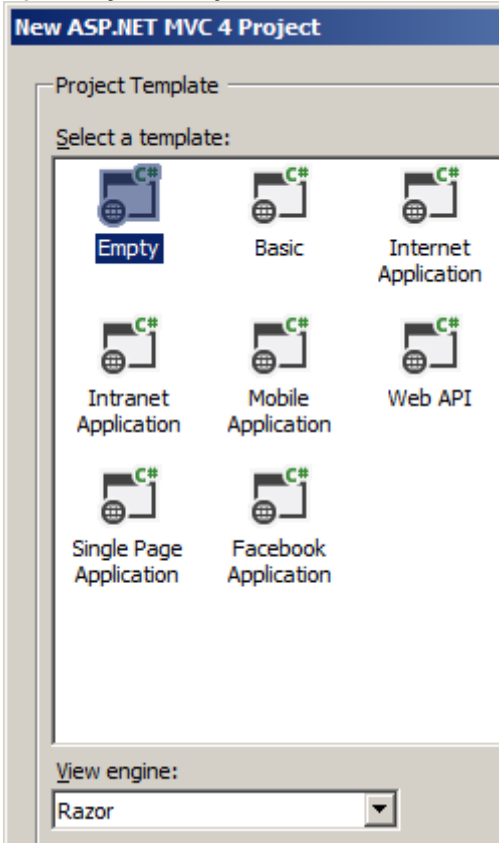 New ASP.NET MVC 4 Project
Project Template
Select a template:
C# C# C#
Empty Basic Internet
Application
C# C# C#
Intranet Mobile Web API
Application Application
C# C#
Single Page Facebook
Application Application
View engine:
Razor